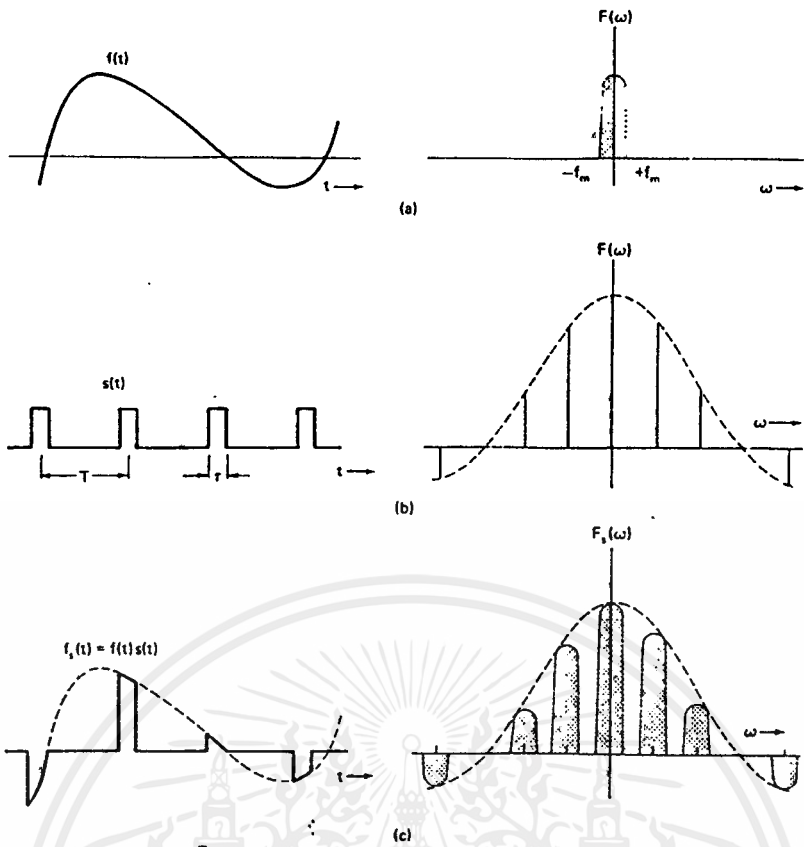 f(t)
t
F(ω)
−f_m +f_m
ω
(a)
s(t)
T τ
t
F(ω)
ω
(b)
f_s(t) = f(t) s(t)
t
F_s(ω)
ω
(c)